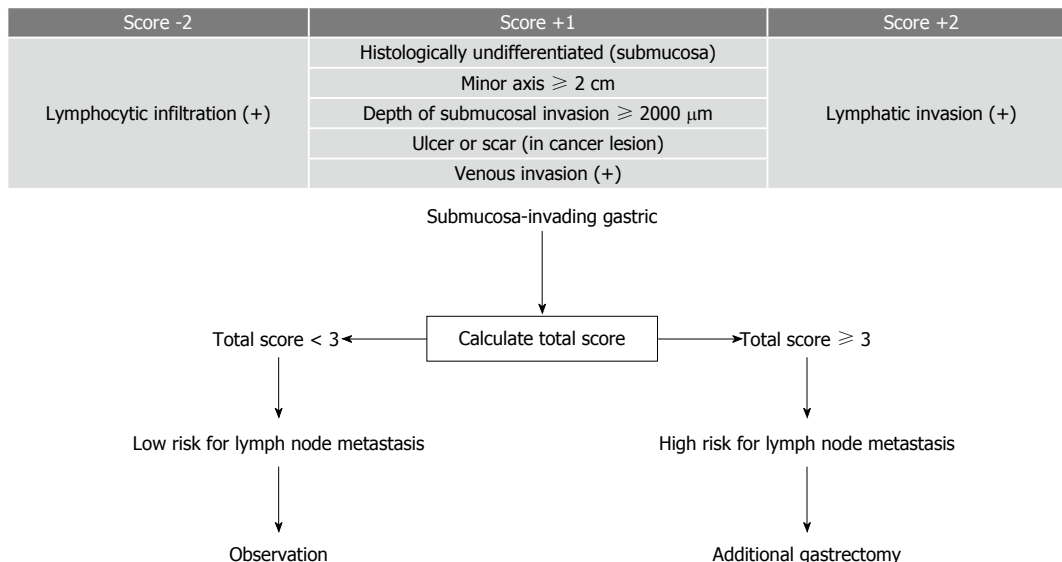 Score -2 Score +1 Score +2
Histologically undifferentiated (submucosa)
Minor axis ⩾ 2 cm
Lymphocytic infiltration (+) Depth of submucosal invasion ⩾ 2000 μm Lymphatic invasion (+)
Ulcer or scar (in cancer lesion)
Venous invasion (+)
Submucosa-invading gastric
Total score < 3 Calculate total score Total score ⩾ 3
Low risk for lymph node metastasis High risk for lymph node metastasis
Observation Additional gastrectomy